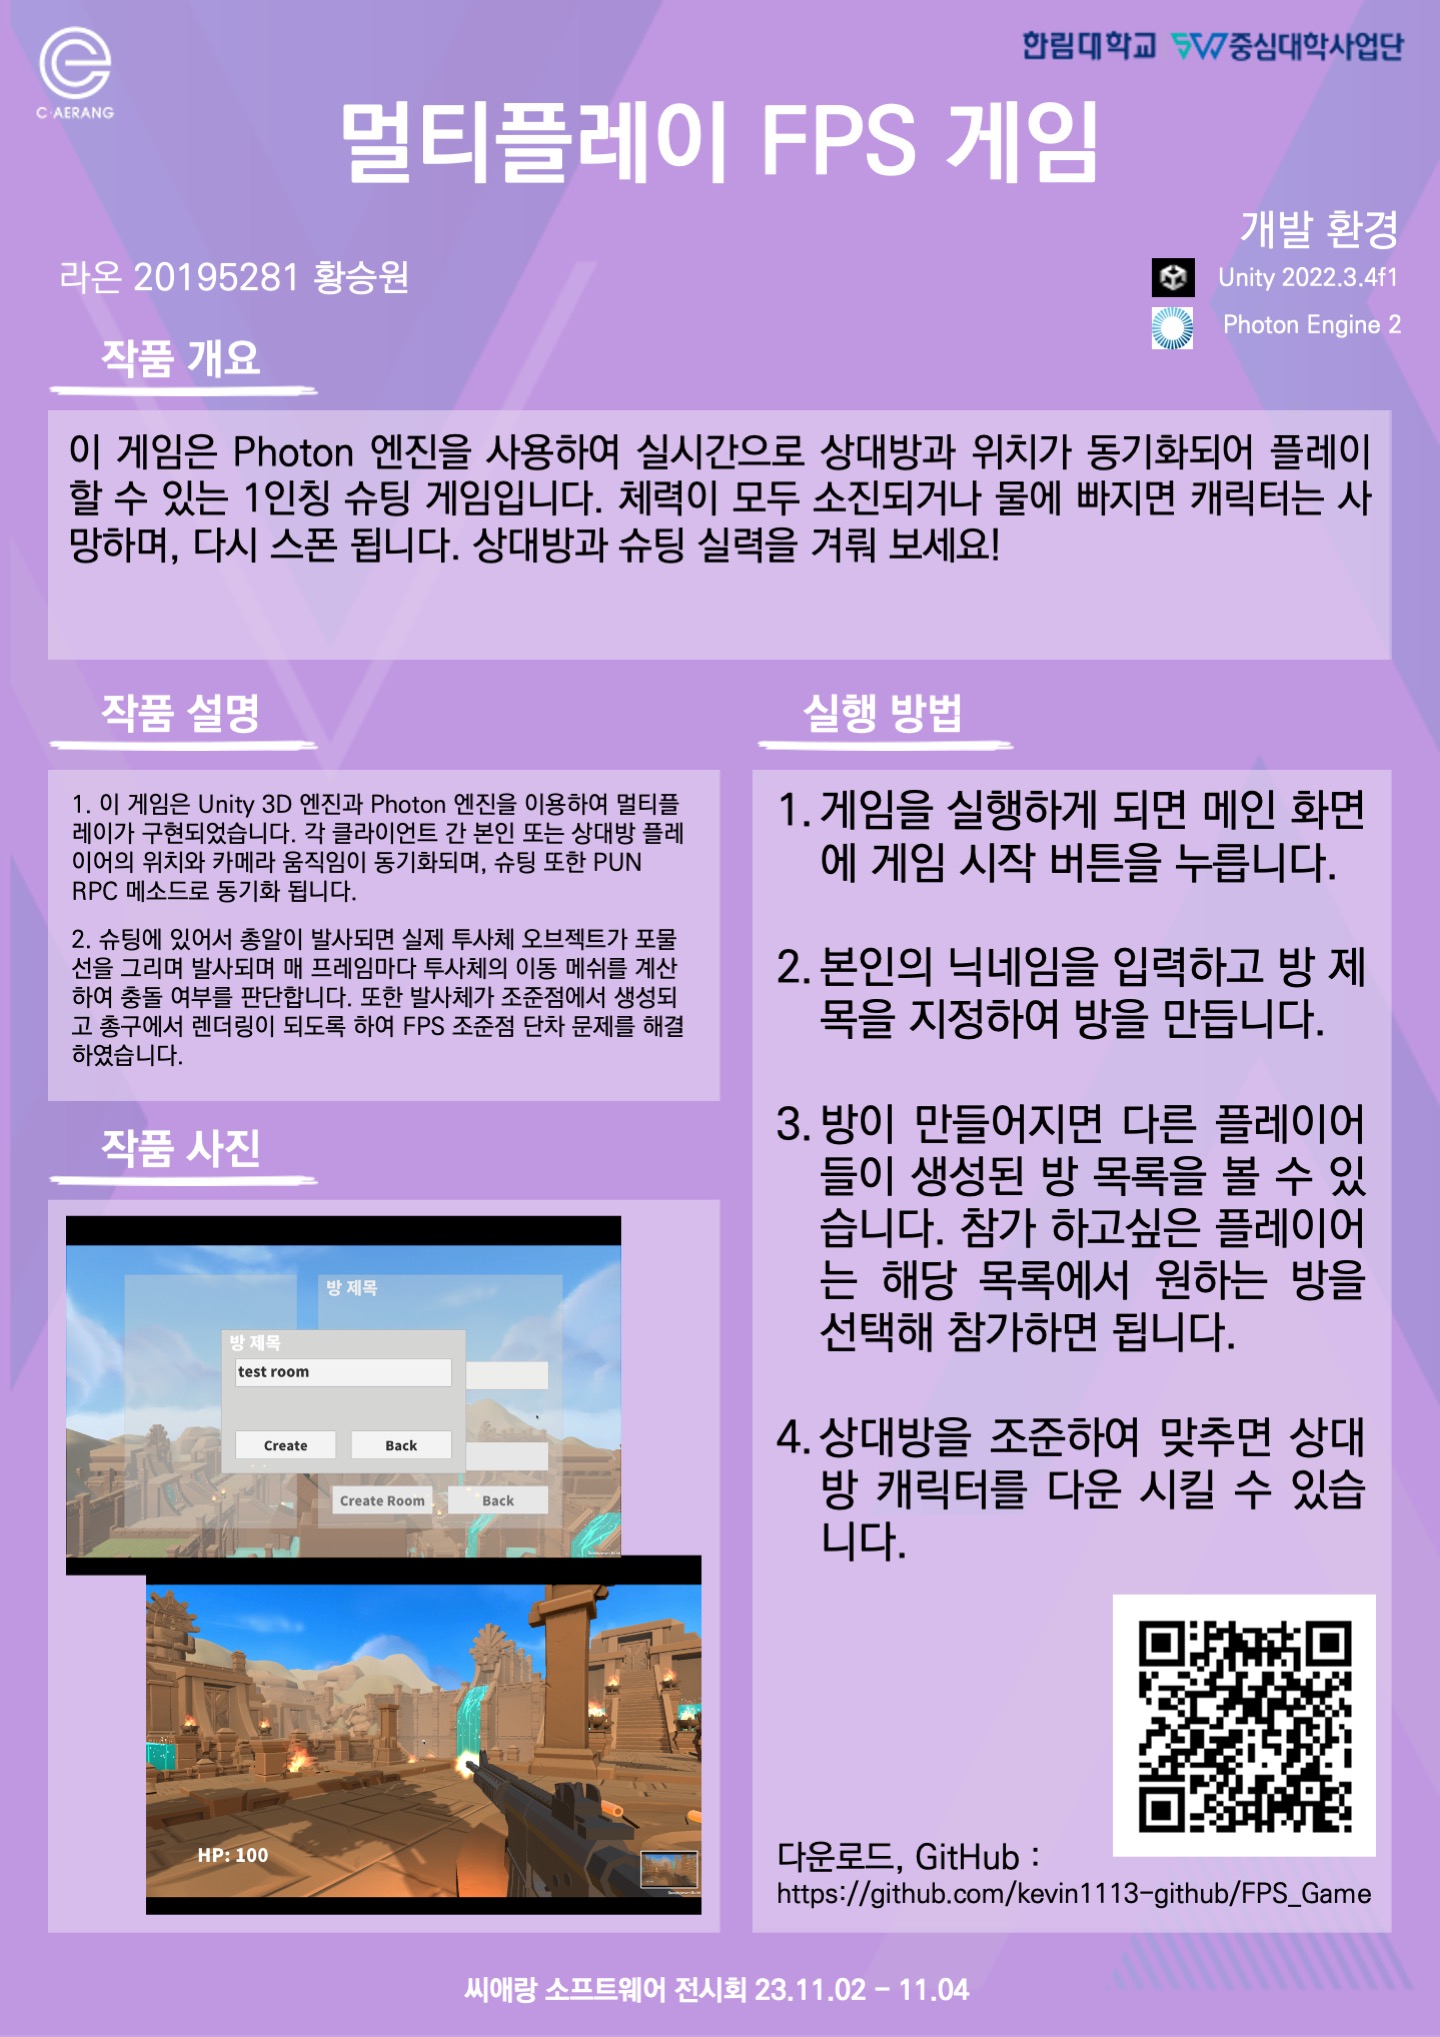 C·AERANG
한림대학교 SW중심대학사업단
멀티플레이 FPS 게임
라온 20195281 황승원
개발 환경
Unity 2022.3.4f1
Photon Engine 2
작품 개요
이 게임은 Photon 엔진을 사용하여 실시간으로 상대방과 위치가 동기화되어 플레이
할 수 있는 1인칭 슈팅 게임입니다. 체력이 모두 소진되거나 물에 빠지면 캐릭터는 사
망하며, 다시 스폰 됩니다. 상대방과 슈팅 실력을 겨뤄 보세요!
작품 설명
1. 이 게임은 Unity 3D 엔진과 Photon 엔진을 이용하여 멀티플
레이가 구현되었습니다. 각 클라이언트 간 본인 또는 상대방 플레
이어의 위치와 카메라 움직임이 동기화되며, 슈팅 또한 PUN
RPC 메소드로 동기화 됩니다.
2. 슈팅에 있어서 총알이 발사되면 실제 투사체 오브젝트가 포물
선을 그리며 발사되며 매 프레임마다 투사체의 이동 메쉬를 계산
하여 충돌 여부를 판단합니다. 또한 발사체가 조준점에서 생성되
고 총구에서 렌더링이 되도록 하여 FPS 조준점 단차 문제를 해결
하였습니다.
작품 사진
방 제목
방 제목
test room
Create
Back
Create Room
Back
HP: 100
실행 방법
1. 게임을 실행하게 되면 메인 화면
에 게임 시작 버튼을 누릅니다.
2. 본인의 닉네임을 입력하고 방 제
목을 지정하여 방을 만듭니다.
3. 방이 만들어지면 다른 플레이어
들이 생성된 방 목록을 볼 수 있
습니다. 참가 하고싶은 플레이어
는 해당 목록에서 원하는 방을
선택해 참가하면 됩니다.
4. 상대방을 조준하여 맞추면 상대
방 캐릭터를 다운 시킬 수 있습
니다.
다운로드, GitHub :
https://github.com/kevin1113-github/FPS_Game
씨애랑 소프트웨어 전시회 23.11.02 - 11.04